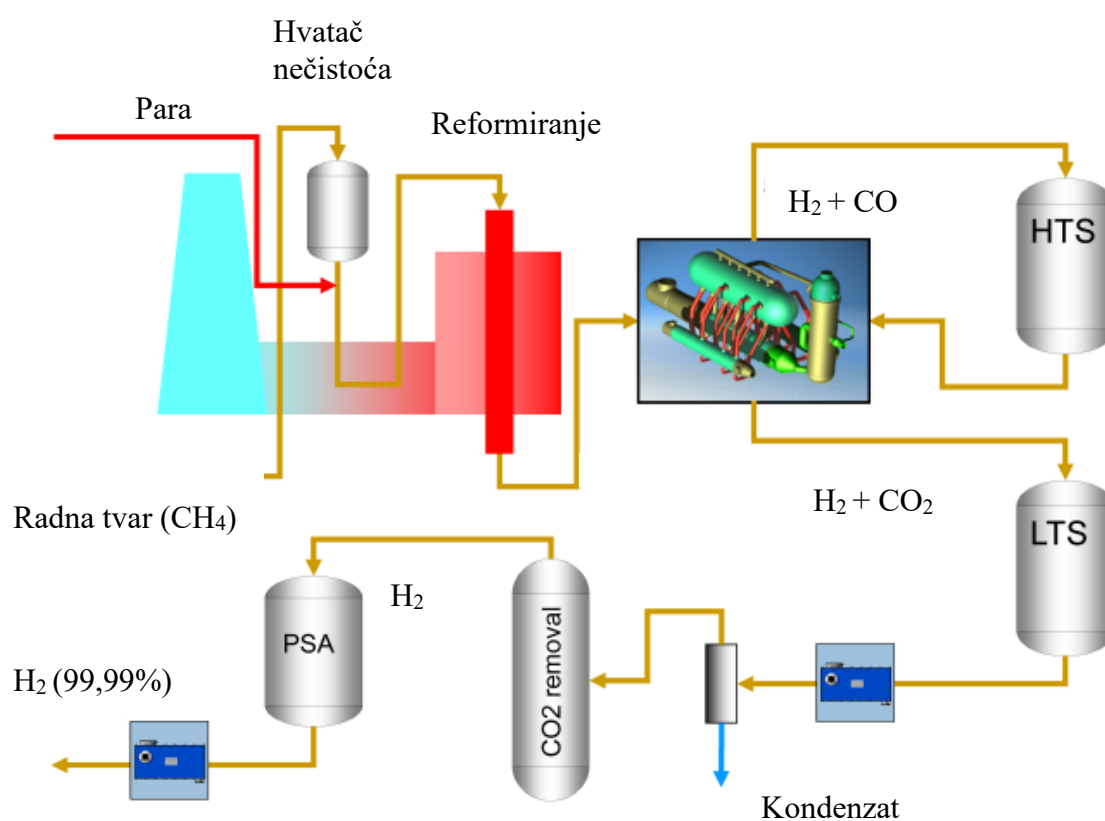 Hvatač
nečistoća
Para
Reformiranje
H₂ + CO
HTS
Radna tvar (CH₄)
H₂ + CO₂
LTS
H₂
PSA
CO2 removal
H₂ (99,99%)
Kondenzat